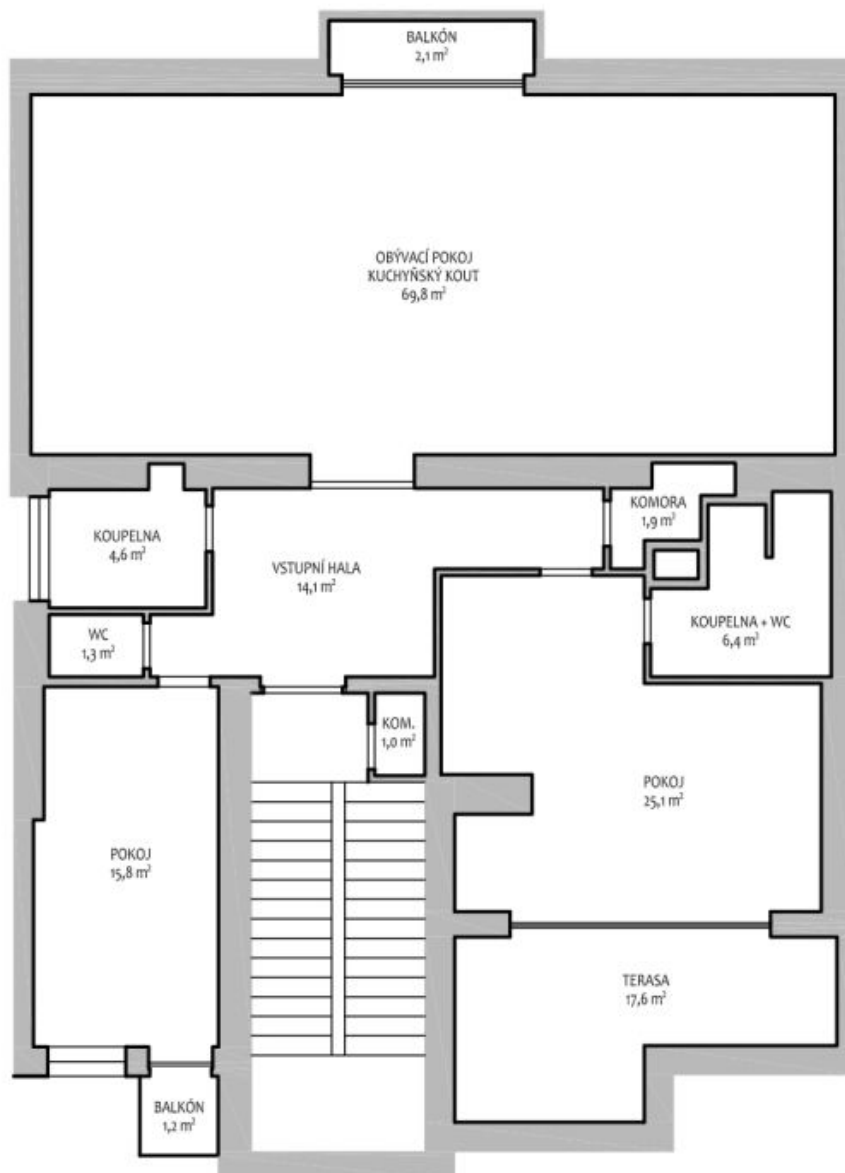 BALKÓN
2,1 m²
OBÝVACÍ POKOJ
KUCHYŇSKÝ KOUT
69,8 m²
KOUPELNA
4,6 m²
VSTUPNÍ HALA
14,1 m²
KOMORA
1,9 m²
WC
1,3 m²
KOUPELNA + WC
6,4 m²
KOM.
1,0 m²
POKOJ
25,1 m²
POKOJ
15,8 m²
TERASA
17,6 m²
BALKÓN
1,2 m²